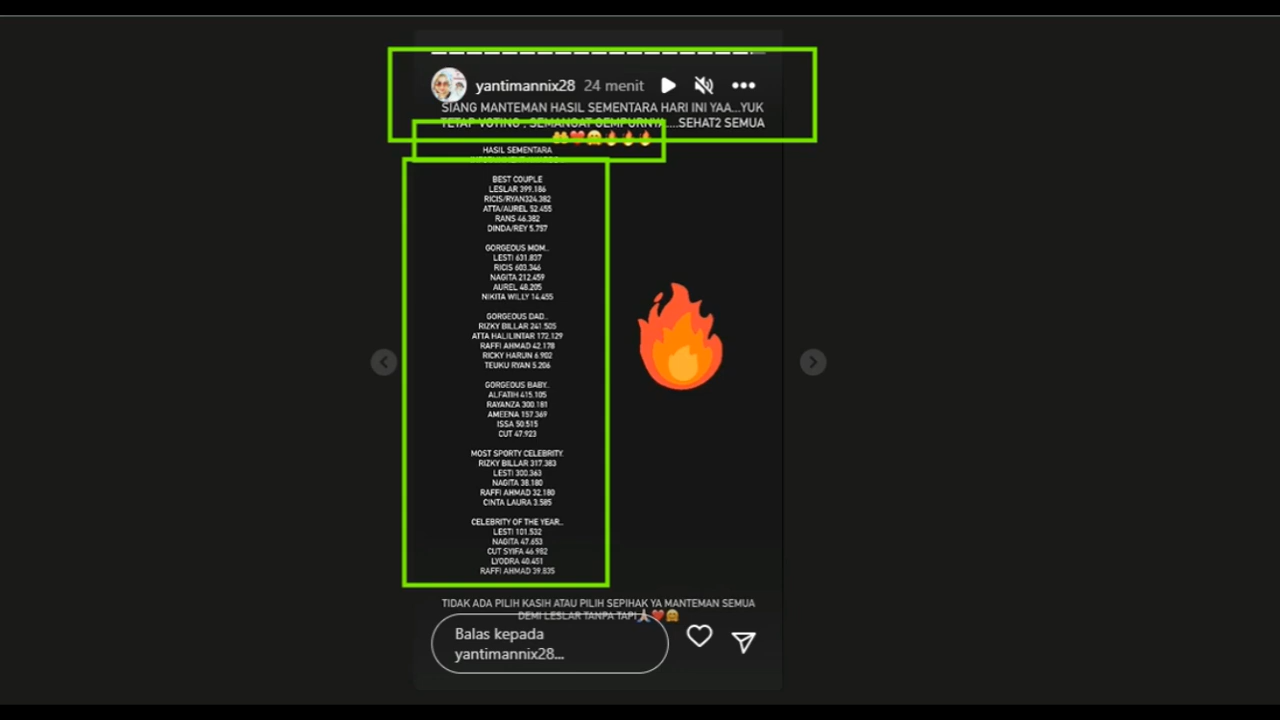 yantimannix28 24 menit
SIANG MANTEMAN HASIL SEMENTARA HARI INI YAA...YUK
TETAP VOTING , SEMANGAT GEMPURNYA....SEHAT2 SEMUA
HASIL SEMENTARA
BEST COUPLE
LESLAR 399.186
RICIS/RYAN324.382
ATTA/AUREL 52.455
RANS 46.382
DINDA/REY 5.757
GORGEOUS MOM..
LESTI 631.837
RICIS 603.346
NAGITA 212.459
AUREL 48.205
NIKITA WILLY 14.455
GORGEOUS DAD..
RIZKY BILLAR 241.505
ATTA HALILINTAR 172.129
RAFFI AHMAD 42.178
RICKY HARUN 6.902
TEUKU RYAN 5.206
GORGEOUS BABY..
ALFATIH 415.105
RAYANZA 300.181
AMEENA 157.369
ISSA 50.515
CUT 47.923
MOST SPORTY CELEBRITY.
RIZKY BILLAR 317.383
LESTI 300.363
NAGITA 38.180
RAFFI AHMAD 32.180
CINTA LAURA 3.585
CELEBRITY OF THE YEAR..
LESTI 101.532
NAGITA 47.653
CUT SYIFA 46.982
LYODRA 40.451
RAFFI AHMAD 39.835
TIDAK ADA PILIH KASIH ATAU PILIH SEPIHAK YA MANTEMAN SEMUA
DEMI LESLAR TANPA TAPI
Balas kepada
yantimannix28...